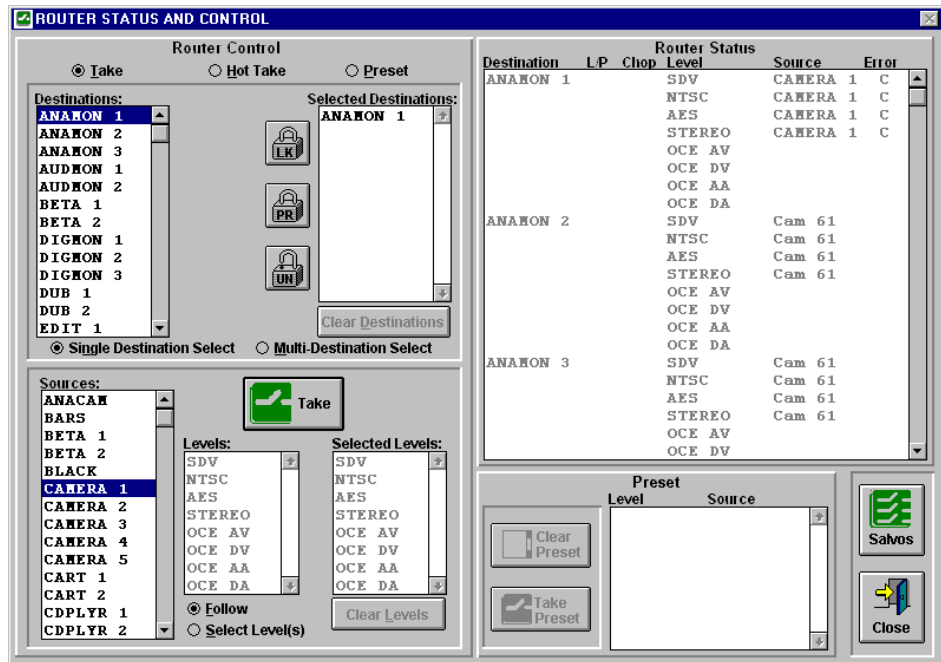 ROUTER STATUS AND CONTROL
Router Control
Take Hot Take Preset
Destinations:
ANAMON 1
ANAMON 2
ANAMON 3
AUDMON 1
AUDMON 2
BETA 1
BETA 2
DIGMON 1
DIGMON 2
DIGMON 3
DUB 1
DUB 2
EDIT 1
LK
PR
UN
Selected Destinations:
ANAMON 1
Clear Destinations
Single Destination Select Multi-Destination Select
Sources:
ANACAM
BARS
BETA 1
BETA 2
BLACK
CAMERA 1
CAMERA 2
CAMERA 3
CAMERA 4
CAMERA 5
CART 1
CART 2
CDPLYR 1
CDPLYR 2
Take
Levels:
SDV
NTSC
AES
STEREO
OCE AV
OCE DV
OCE AA
OCE DA
Follow
Select Level(s)
Selected Levels:
SDV
NTSC
AES
STEREO
OCE AV
OCE DV
OCE AA
OCE DA
Clear Levels
Router Status
Destination L/P Chop Level Source Error
ANAMON 1 SDV CAMERA 1 C
NTSC CAMERA 1 C
AES CAMERA 1 C
STEREO CAMERA 1 C
OCE AV
OCE DV
OCE AA
OCE DA
ANAMON 2 SDV Cam 61
NTSC Cam 61
AES Cam 61
STEREO Cam 61
OCE AV
OCE DV
OCE AA
OCE DA
ANAMON 3 SDV Cam 61
NTSC Cam 61
AES Cam 61
STEREO Cam 61
OCE AV
OCE DV
Preset
Level Source
Clear
Preset
Take
Preset
Salvos
Close